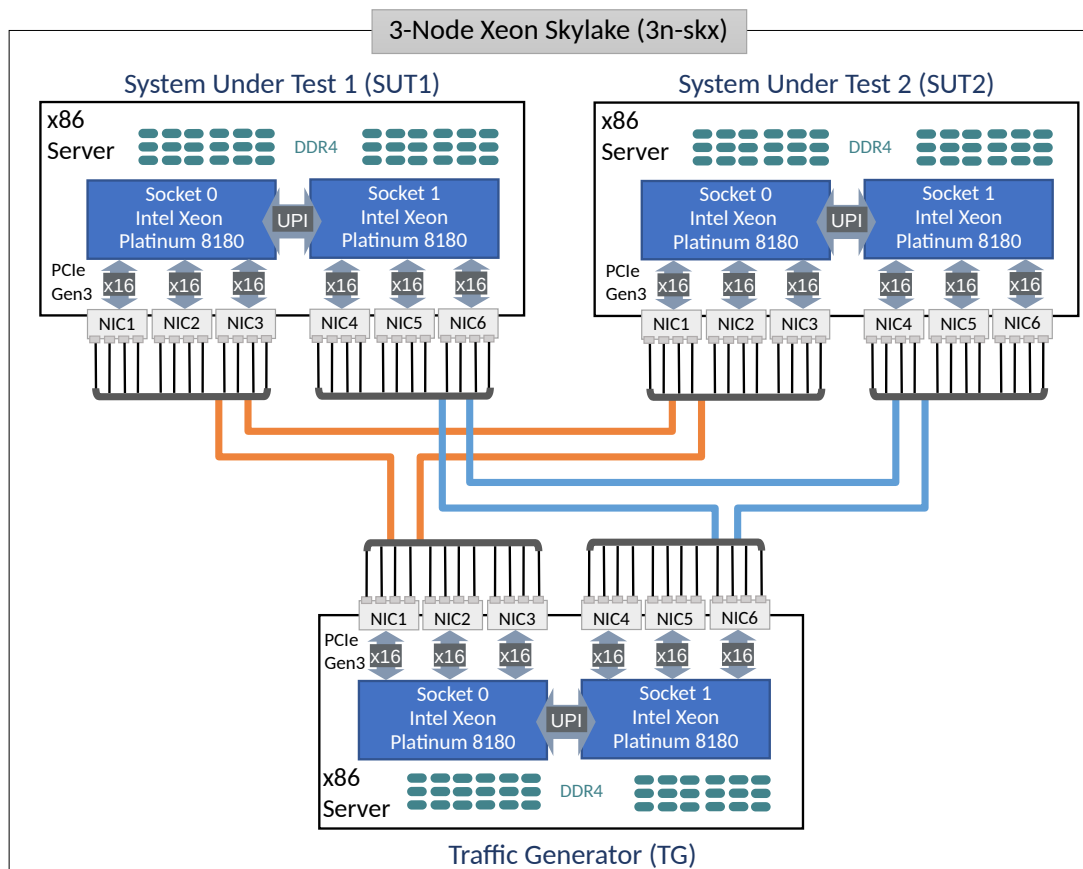 3-Node Xeon Skylake (3n-skx)
System Under Test 1 (SUT1)
x86
Server
DDR4
Socket 0
Intel Xeon
Platinum 8180
UPI
Socket 1
Intel Xeon
Platinum 8180
PCIe
Gen3
x16
x16
x16
x16
x16
x16
NIC1
NIC2
NIC3
NIC4
NIC5
NIC6
System Under Test 2 (SUT2)
x86
Server
DDR4
Socket 0
Intel Xeon
Platinum 8180
UPI
Socket 1
Intel Xeon
Platinum 8180
PCIe
Gen3
x16
x16
x16
x16
x16
x16
NIC1
NIC2
NIC3
NIC4
NIC5
NIC6
NIC1
NIC2
NIC3
NIC4
NIC5
NIC6
PCIe
Gen3
x16
x16
x16
x16
x16
x16
Socket 0
Intel Xeon
Platinum 8180
UPI
Socket 1
Intel Xeon
Platinum 8180
x86
Server
DDR4
Traffic Generator (TG)